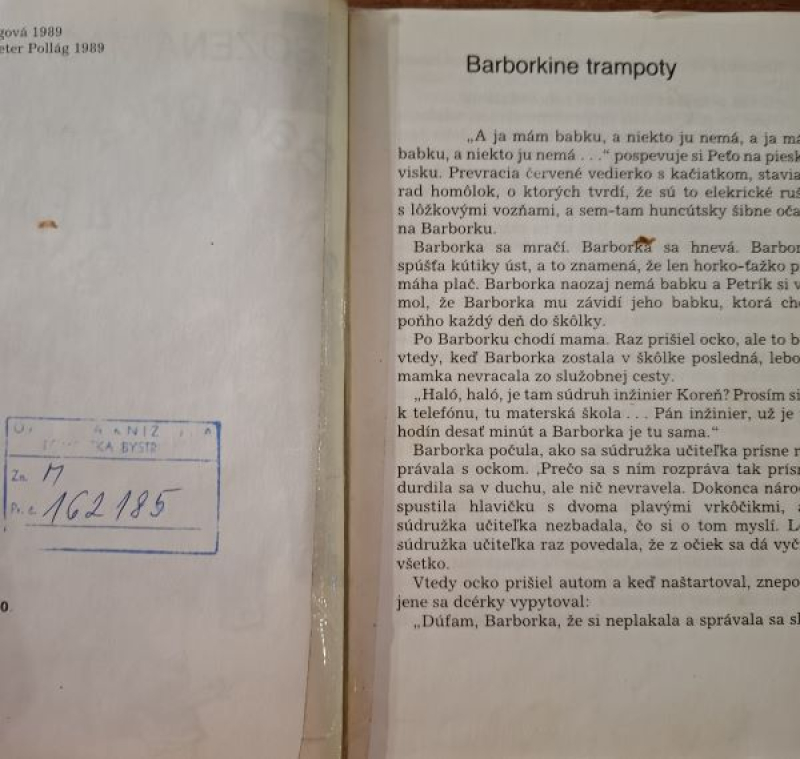 gová 1989
eter Pollág 1989
KNIZ
KA BYSTR
Zn. M
Pr. č. 162185
0.
Barborkine trampoty
„A ja mám babku, a niekto ju nemá, a ja má
babku, a niekto ju nemá . . .“ pospevuje si Peťo na piesk
visku. Prevracia červené vedierko s kačiatkom, stavia
rad homôlok, o ktorých tvrdí, že sú to elekrické ruš
s lôžkovými vozňami, a sem-tam huncútsky šibne oča
na Barborku.
Barborka sa mračí. Barborka sa hnevá. Barbor
spúšťa kútiky úst, a to znamená, že len horko-ťažko p
máha plač. Barborka naozaj nemá babku a Petrík si v
mol, že Barborka mu závidí jeho babku, ktorá cho
poňho každý deň do škôlky.
Po Barborku chodí mama. Raz prišiel ocko, ale to b
vtedy, keď Barborka zostala v škôlke posledná, lebo
mamka nevracala zo služobnej cesty.
„Haló, haló, je tam súdruh inžinier Koreň? Prosím si
k telefónu, tu materská škola . . . Pán inžinier, už je
hodín desať minút a Barborka je tu sama.“
Barborka počula, ako sa súdružka učiteľka prísne r
právala s ockom. ‚Prečo sa s ním rozpráva tak prísn
durdila sa v duchu, ale nič nevravela. Dokonca náro
spustila hlavičku s dvoma plavými vrkôčikmi, a
súdružka učiteľka nezbadala, čo si o tom myslí. L
súdružka učiteľka raz povedala, že z očiek sa dá vyč
všetko.
Vtedy ocko prišiel autom a keď naštartoval, znepo
jene sa dcérky vypytoval:
„Dúfam, Barborka, že si neplakala a správala sa sl